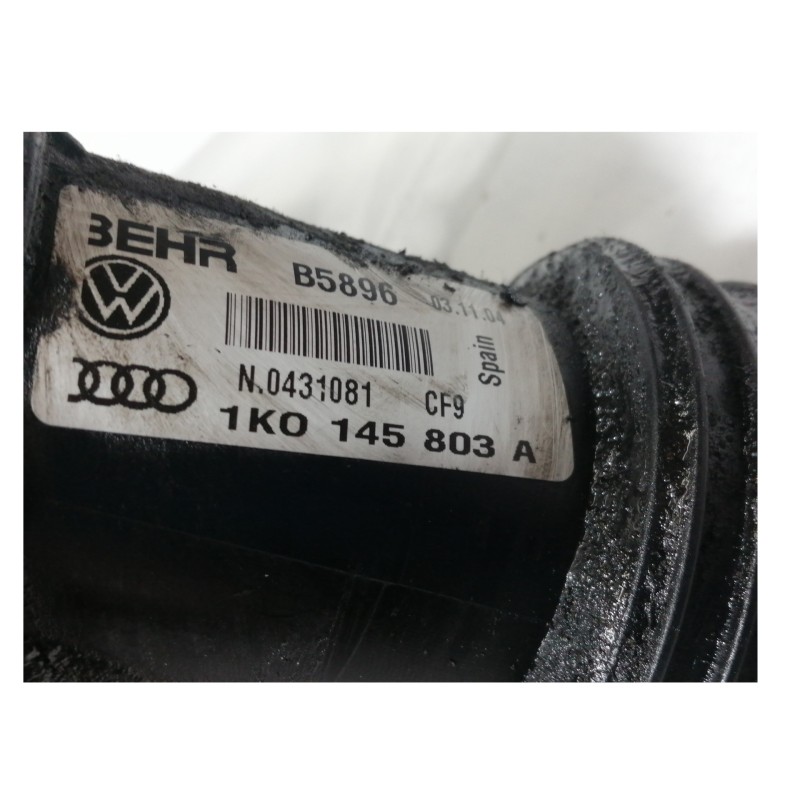 BEHR B5896 03.11.04
N.0431081 CF9 Spain
1K0 145 803 A